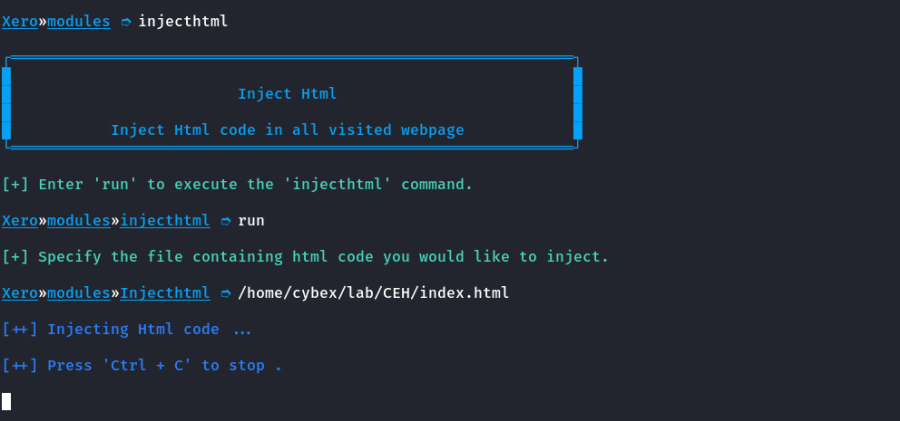 Xero»modules ➮ injecthtml
Inject Html
Inject Html code in all visited webpage
[+] Enter 'run' to execute the 'injecthtml' command.
Xero»modules»injecthtml ➮ run
[+] Specify the file containing html code you would like to inject.
Xero»modules»Injecthtml ➮ /home/cybex/lab/CEH/index.html
[++] Injecting Html code ...
[++] Press 'Ctrl + C' to stop .